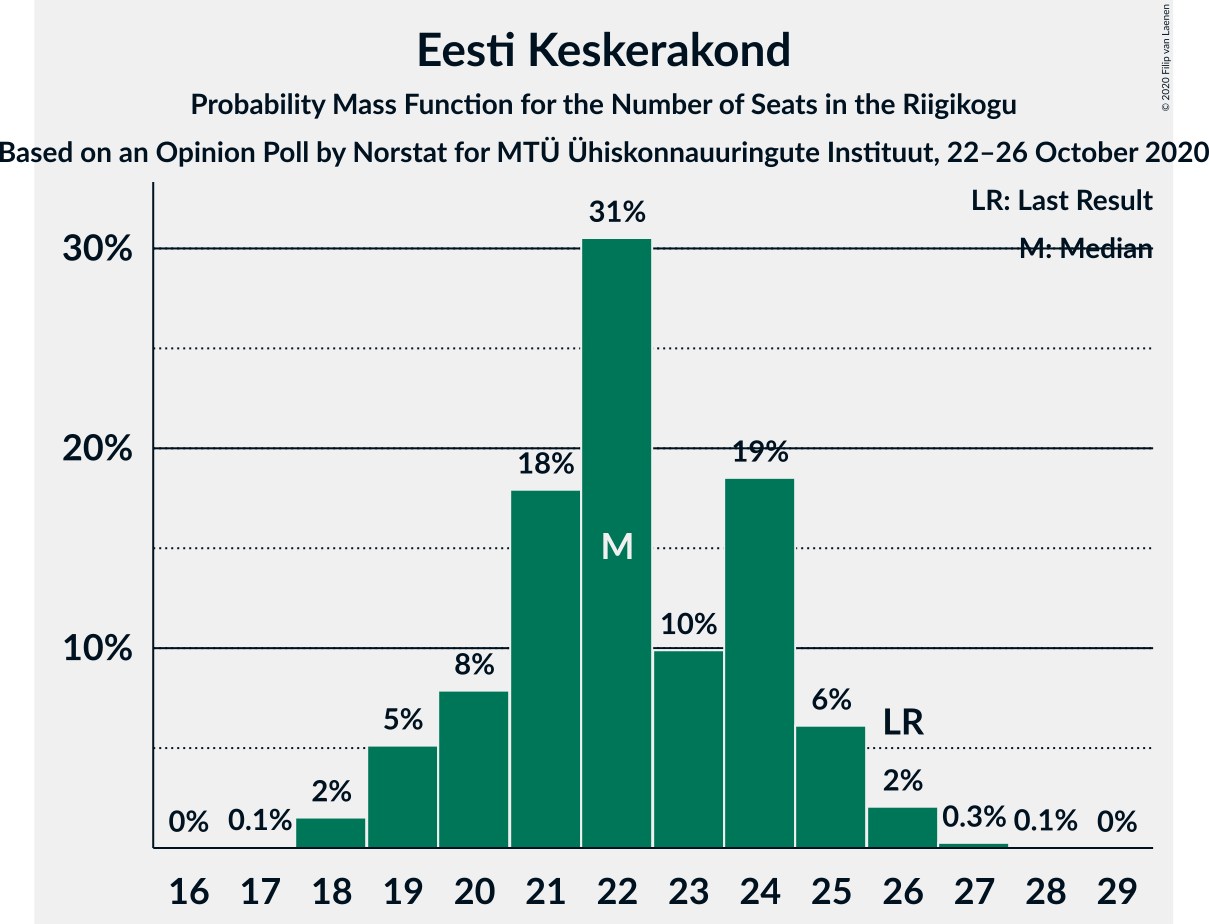 Eesti Keskerakond
Probability Mass Function for the Number of Seats in the Riigikogu
Based on an Opinion Poll by Norstat for MTÜ Ühiskonnauuringute Instituut, 22–26 October 2020
© 2020 Filip van Laenen
LR: Last Result
M: Median
30%
20%
10%
0%
0.1%
2%
5%
8%
18%
31%
M
10%
19%
6%
LR
2%
0.3%
0.1%
0%
16 17 18 19 20 21 22 23 24 25 26 27 28 29